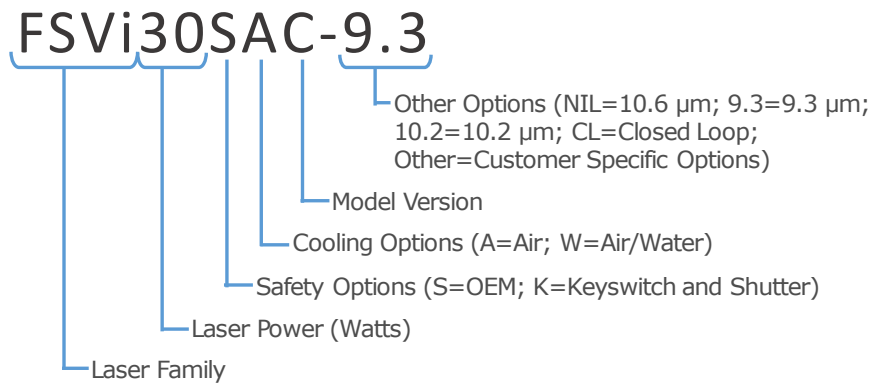 FSVi30SAC-9.3
Other Options (NIL=10.6 µm; 9.3=9.3 µm;
10.2=10.2 µm; CL=Closed Loop;
Other=Customer Specific Options)
Model Version
Cooling Options (A=Air; W=Air/Water)
Safety Options (S=OEM; K=Keyswitch and Shutter)
Laser Power (Watts)
Laser Family